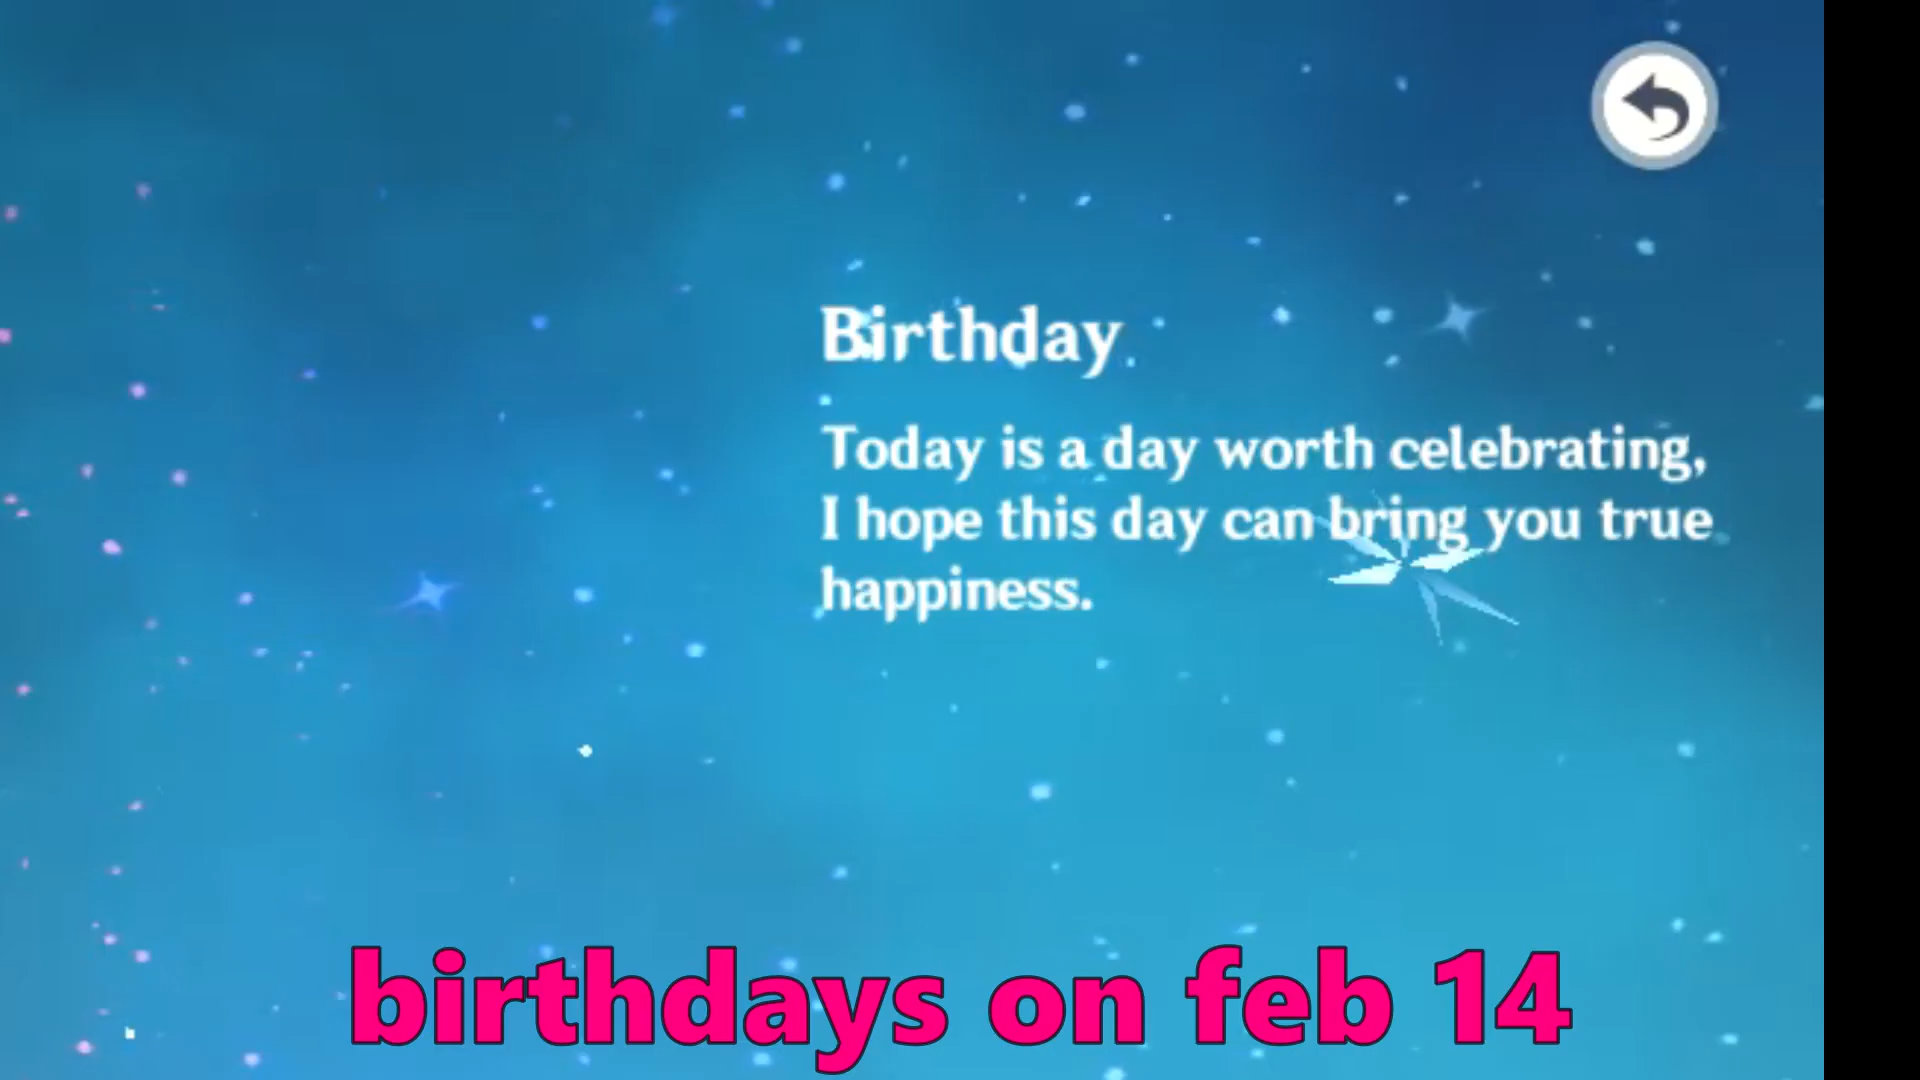 Birthday
Today is a day worth celebrating,
I hope this day can bring you true
happiness.
birthdays on feb 14